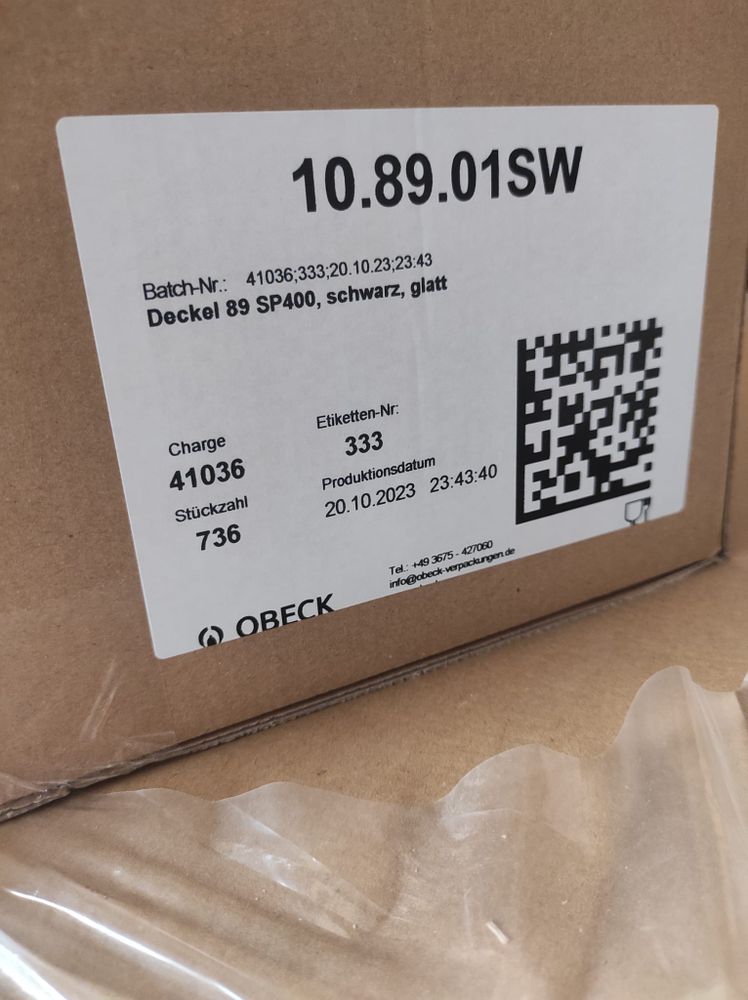 10.89.01SW
Batch-Nr.: 41036;333;20.10.23;23:43
Deckel 89 SP400, schwarz, glatt
Charge
41036
Stückzahl
736
Etiketten-Nr:
333
Produktionsdatum
20.10.2023 23:43:40
Tel.: +49 3675 - 427060
info@obeck-verpackungen.de
OBECK